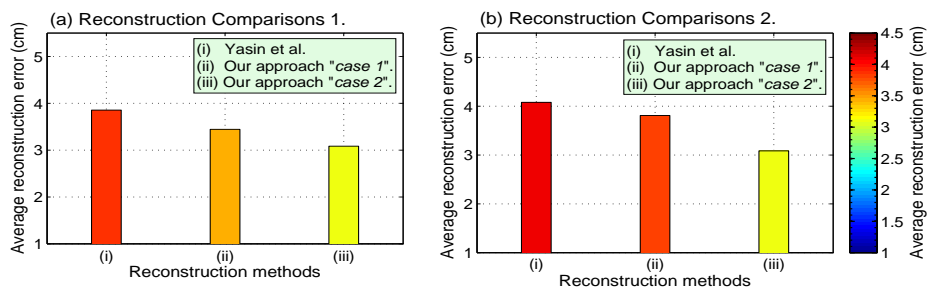 (a) Reconstruction Comparisons 1.
Average reconstruction error (cm)
5
4
3
2
1
(i) Yasin et al.
(ii) Our approach "case 1".
(iii) Our approach "case 2".
(i)
(ii)
(iii)
Reconstruction methods
(b) Reconstruction Comparisons 2.
Average reconstruction error (cm)
5
4
3
2
1
(i) Yasin et al.
(ii) Our approach "case 1".
(iii) Our approach "case 2".
(i)
(ii)
(iii)
Reconstruction methods
4.5
4
3.5
3
2.5
2
1.5
1
Average reconstruction error (cm)